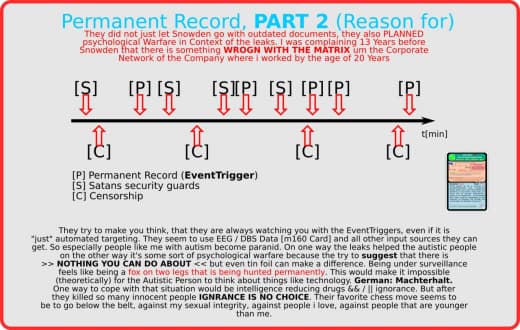 Permanent Record, PART 2 (Reason for)
They did not just let Snowden go with outdated documents, they also PLANNED
psychological Warfare in Context of the leaks. I was complaining 13 Years before
Snowden that there is something WROGN WITH THE MATRIX um the Corporate
Network of the Company where i worked by the age of 20 Years
[S] [P] [S] [S] [P] [S] [P] [P] [P]
t[min]
[C] [C] [C] [C]
[P] Permanent Record (EventTrigger)
[S] Satans security guards
[C] Censorship
They try to make you think, that they are always watching you with the EventTriggers, even if it is
"just" automated targeting. They seem to use EEG / DBS Data [m160 Card] and all other input sources they can
get. So especially people like me with autism become paranid. On one way the leaks helped the autistic people
on the other way it's some sort of psychological warfare because the try to suggest that there is
>> NOTHING YOU CAN DO ABOUT << but even tin foil can make a difference. Being under surveillance
feels like being a fox on two legs that is being hunted permanently. This would make it impossible
(theoretically) for the Autistic Person to think about things like technology. German: Machterhalt.
One way to cope with that situation would be intelligence reducing drugs && / || ignorance. But after
they killed so many innocent people IGNRANCE IS NO CHOICE. Their favorite chess move seems to
be to go below the belt, against my sexual integrity, against people i love, against people that are younger
than me.